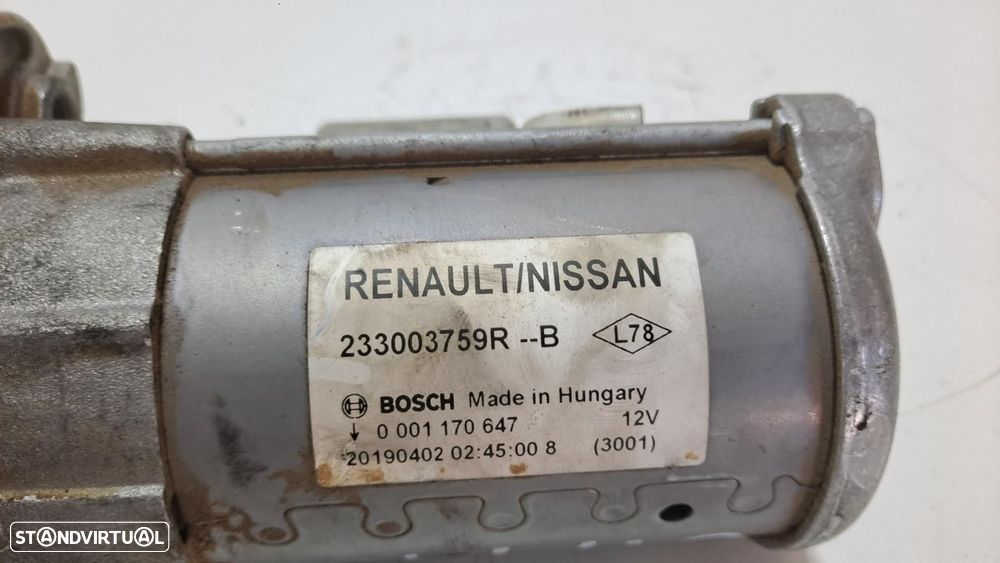 RENAULT/NISSAN
233003759R --B L78
BOSCH Made in Hungary
0 001 170 647 12V
20190402 02:45:00 8 (3001)
STANDVIRTUAL